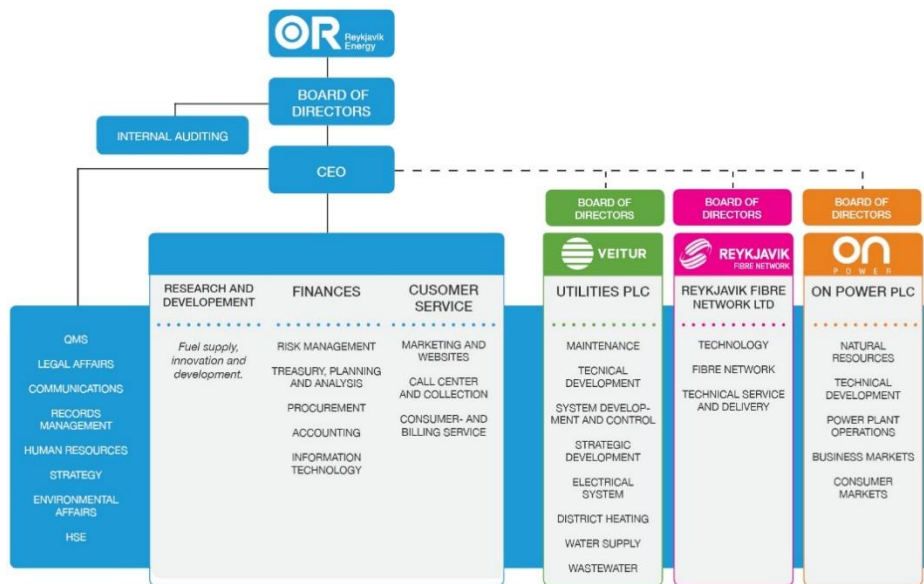 OR Reykjavik
Energy
BOARD OF
DIRECTORS
INTERNAL AUDITING
CEO
BOARD OF
DIRECTORS
BOARD OF
DIRECTORS
BOARD OF
DIRECTORS
VEITUR
REYKJAVIK
FIBRE NETWORK
ON
POWER
QMS
LEGAL AFFAIRS
COMMUNICATIONS
RECORDS
MANAGEMENT
HUMAN RESOURCES
STRATEGY
ENVIRONMENTAL
AFFAIRS
HSE
RESEARCH AND
DEVELOPEMENT
Fuel supply,
innovation and
development.
FINANCES
RISK MANAGEMENT
TREASURY, PLANNING
AND ANALYSIS
PROCUREMENT
ACCOUNTING
INFORMATION
TECHNOLOGY
CUSOMER
SERVICE
MARKETING AND
WEBSITES
CALL CENTER
AND COLLECTION
CONSUMER- AND
BILLING SERVICE
UTILITIES PLC
MAINTENANCE
TECNICAL
DEVELOPMENT
SYSTEM DEVELOP-
MENT AND CONTROL
STRATEGIC
DEVELOPMENT
ELECTRICAL
SYSTEM
DISTRICT HEATING
WATER SUPPLY
WASTEWATER
REYKJAVIK FIBRE
NETWORK LTD
TECHNOLOGY
FIBRE NETWORK
TECHNICAL SERVICE
AND DELIVERY
ON POWER PLC
NATURAL
RESOURCES
TECHNICAL
DEVELOPMENT
POWER PLANT
OPERATIONS
BUSINESS MARKETS
CONSUMER
MARKETS